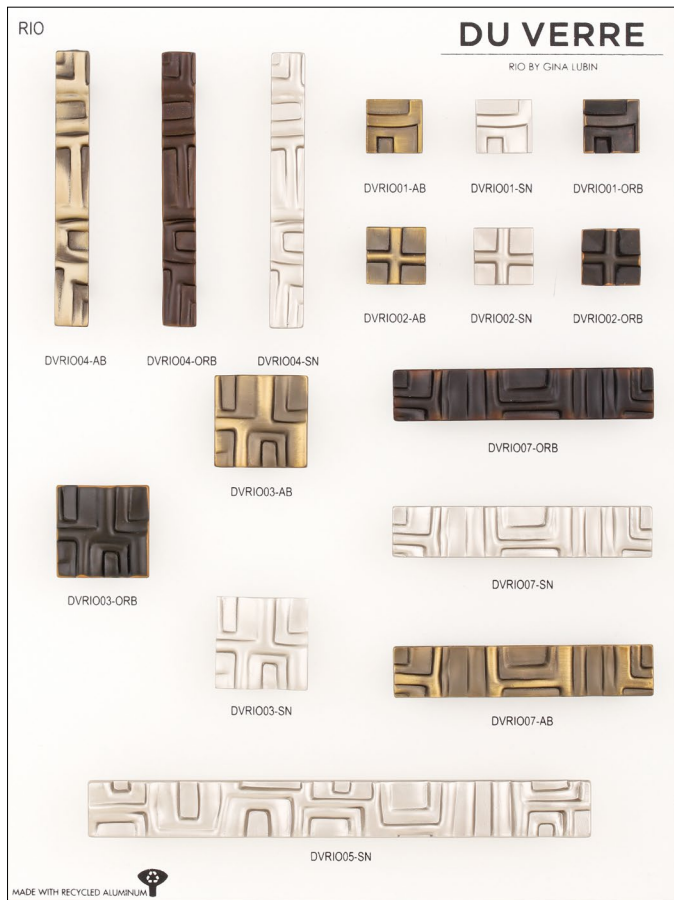 RIO
DU VERRE
RIO BY GINA LUBIN
DVRIO01-AB DVRIO01-SN DVRIO01-ORB
DVRIO02-AB DVRIO02-SN DVRIO02-ORB
DVRIO04-AB DVRIO04-ORB DVRIO04-SN
DVRIO07-ORB
DVRIO03-AB
DVRIO07-SN
DVRIO03-ORB
DVRIO03-SN
DVRIO07-AB
DVRIO05-SN
MADE WITH RECYCLED ALUMINUM